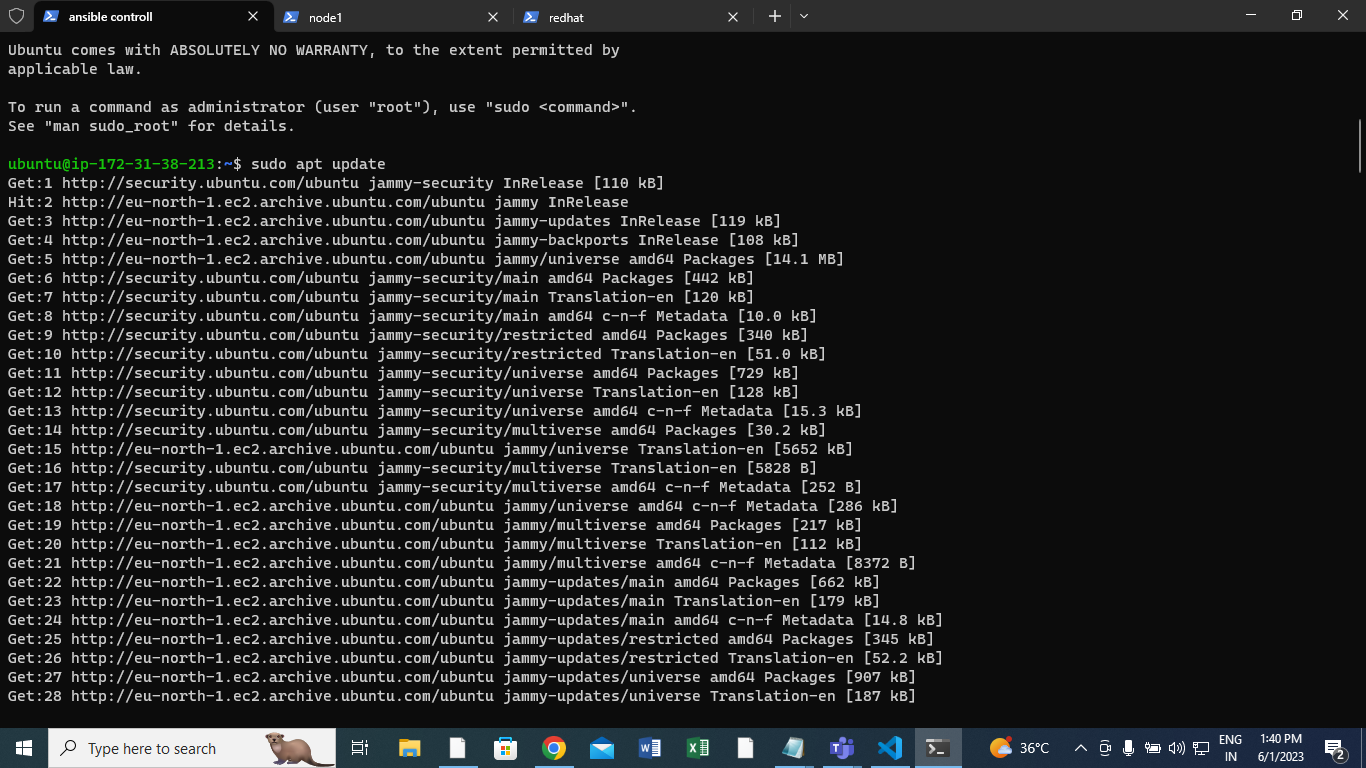 ansible controll
node1
redhat
Ubuntu comes with ABSOLUTELY NO WARRANTY, to the extent permitted by
applicable law.
To run a command as administrator (user "root"), use "sudo <command>".
See "man sudo_root" for details.
ubuntu@ip-172-31-38-213:~$ sudo apt update
Get:1 http://security.ubuntu.com/ubuntu jammy-security InRelease [110 kB]
Hit:2 http://eu-north-1.ec2.archive.ubuntu.com/ubuntu jammy InRelease
Get:3 http://eu-north-1.ec2.archive.ubuntu.com/ubuntu jammy-updates InRelease [119 kB]
Get:4 http://eu-north-1.ec2.archive.ubuntu.com/ubuntu jammy-backports InRelease [108 kB]
Get:5 http://eu-north-1.ec2.archive.ubuntu.com/ubuntu jammy/universe amd64 Packages [14.1 MB]
Get:6 http://security.ubuntu.com/ubuntu jammy-security/main amd64 Packages [442 kB]
Get:7 http://security.ubuntu.com/ubuntu jammy-security/main Translation-en [120 kB]
Get:8 http://security.ubuntu.com/ubuntu jammy-security/main amd64 c-n-f Metadata [10.0 kB]
Get:9 http://security.ubuntu.com/ubuntu jammy-security/restricted amd64 Packages [340 kB]
Get:10 http://security.ubuntu.com/ubuntu jammy-security/restricted Translation-en [51.0 kB]
Get:11 http://security.ubuntu.com/ubuntu jammy-security/universe amd64 Packages [729 kB]
Get:12 http://security.ubuntu.com/ubuntu jammy-security/universe Translation-en [128 kB]
Get:13 http://security.ubuntu.com/ubuntu jammy-security/universe amd64 c-n-f Metadata [15.3 kB]
Get:14 http://security.ubuntu.com/ubuntu jammy-security/multiverse amd64 Packages [30.2 kB]
Get:15 http://eu-north-1.ec2.archive.ubuntu.com/ubuntu jammy/universe Translation-en [5652 kB]
Get:16 http://security.ubuntu.com/ubuntu jammy-security/multiverse Translation-en [5828 B]
Get:17 http://security.ubuntu.com/ubuntu jammy-security/multiverse amd64 c-n-f Metadata [252 B]
Get:18 http://eu-north-1.ec2.archive.ubuntu.com/ubuntu jammy/universe amd64 c-n-f Metadata [286 kB]
Get:19 http://eu-north-1.ec2.archive.ubuntu.com/ubuntu jammy/multiverse amd64 Packages [217 kB]
Get:20 http://eu-north-1.ec2.archive.ubuntu.com/ubuntu jammy/multiverse Translation-en [112 kB]
Get:21 http://eu-north-1.ec2.archive.ubuntu.com/ubuntu jammy/multiverse amd64 c-n-f Metadata [8372 B]
Get:22 http://eu-north-1.ec2.archive.ubuntu.com/ubuntu jammy-updates/main amd64 Packages [662 kB]
Get:23 http://eu-north-1.ec2.archive.ubuntu.com/ubuntu jammy-updates/main Translation-en [179 kB]
Get:24 http://eu-north-1.ec2.archive.ubuntu.com/ubuntu jammy-updates/main amd64 c-n-f Metadata [14.8 kB]
Get:25 http://eu-north-1.ec2.archive.ubuntu.com/ubuntu jammy-updates/restricted amd64 Packages [345 kB]
Get:26 http://eu-north-1.ec2.archive.ubuntu.com/ubuntu jammy-updates/restricted Translation-en [52.2 kB]
Get:27 http://eu-north-1.ec2.archive.ubuntu.com/ubuntu jammy-updates/universe amd64 Packages [907 kB]
Get:28 http://eu-north-1.ec2.archive.ubuntu.com/ubuntu jammy-updates/universe Translation-en [187 kB]
Type here to search
36°C
ENG
IN
1:40 PM
6/1/2023
2